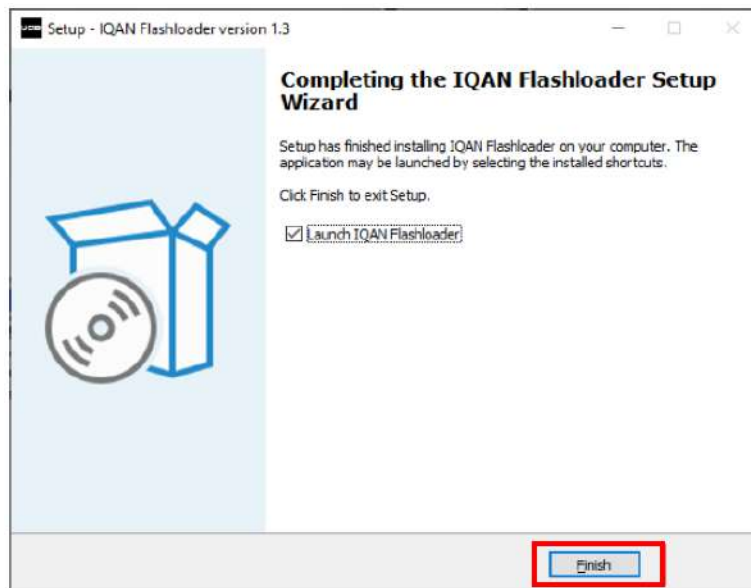 JCB
Setup - IQAN Flashloader version 1.3
Completing the IQAN Flashloader Setup
Wizard
Setup has finished installing IQAN Flashloader on your computer. The
application may be launched by selecting the installed shortcuts.
Click Finish to exit Setup.
Launch IQAN Flashloader
Finish